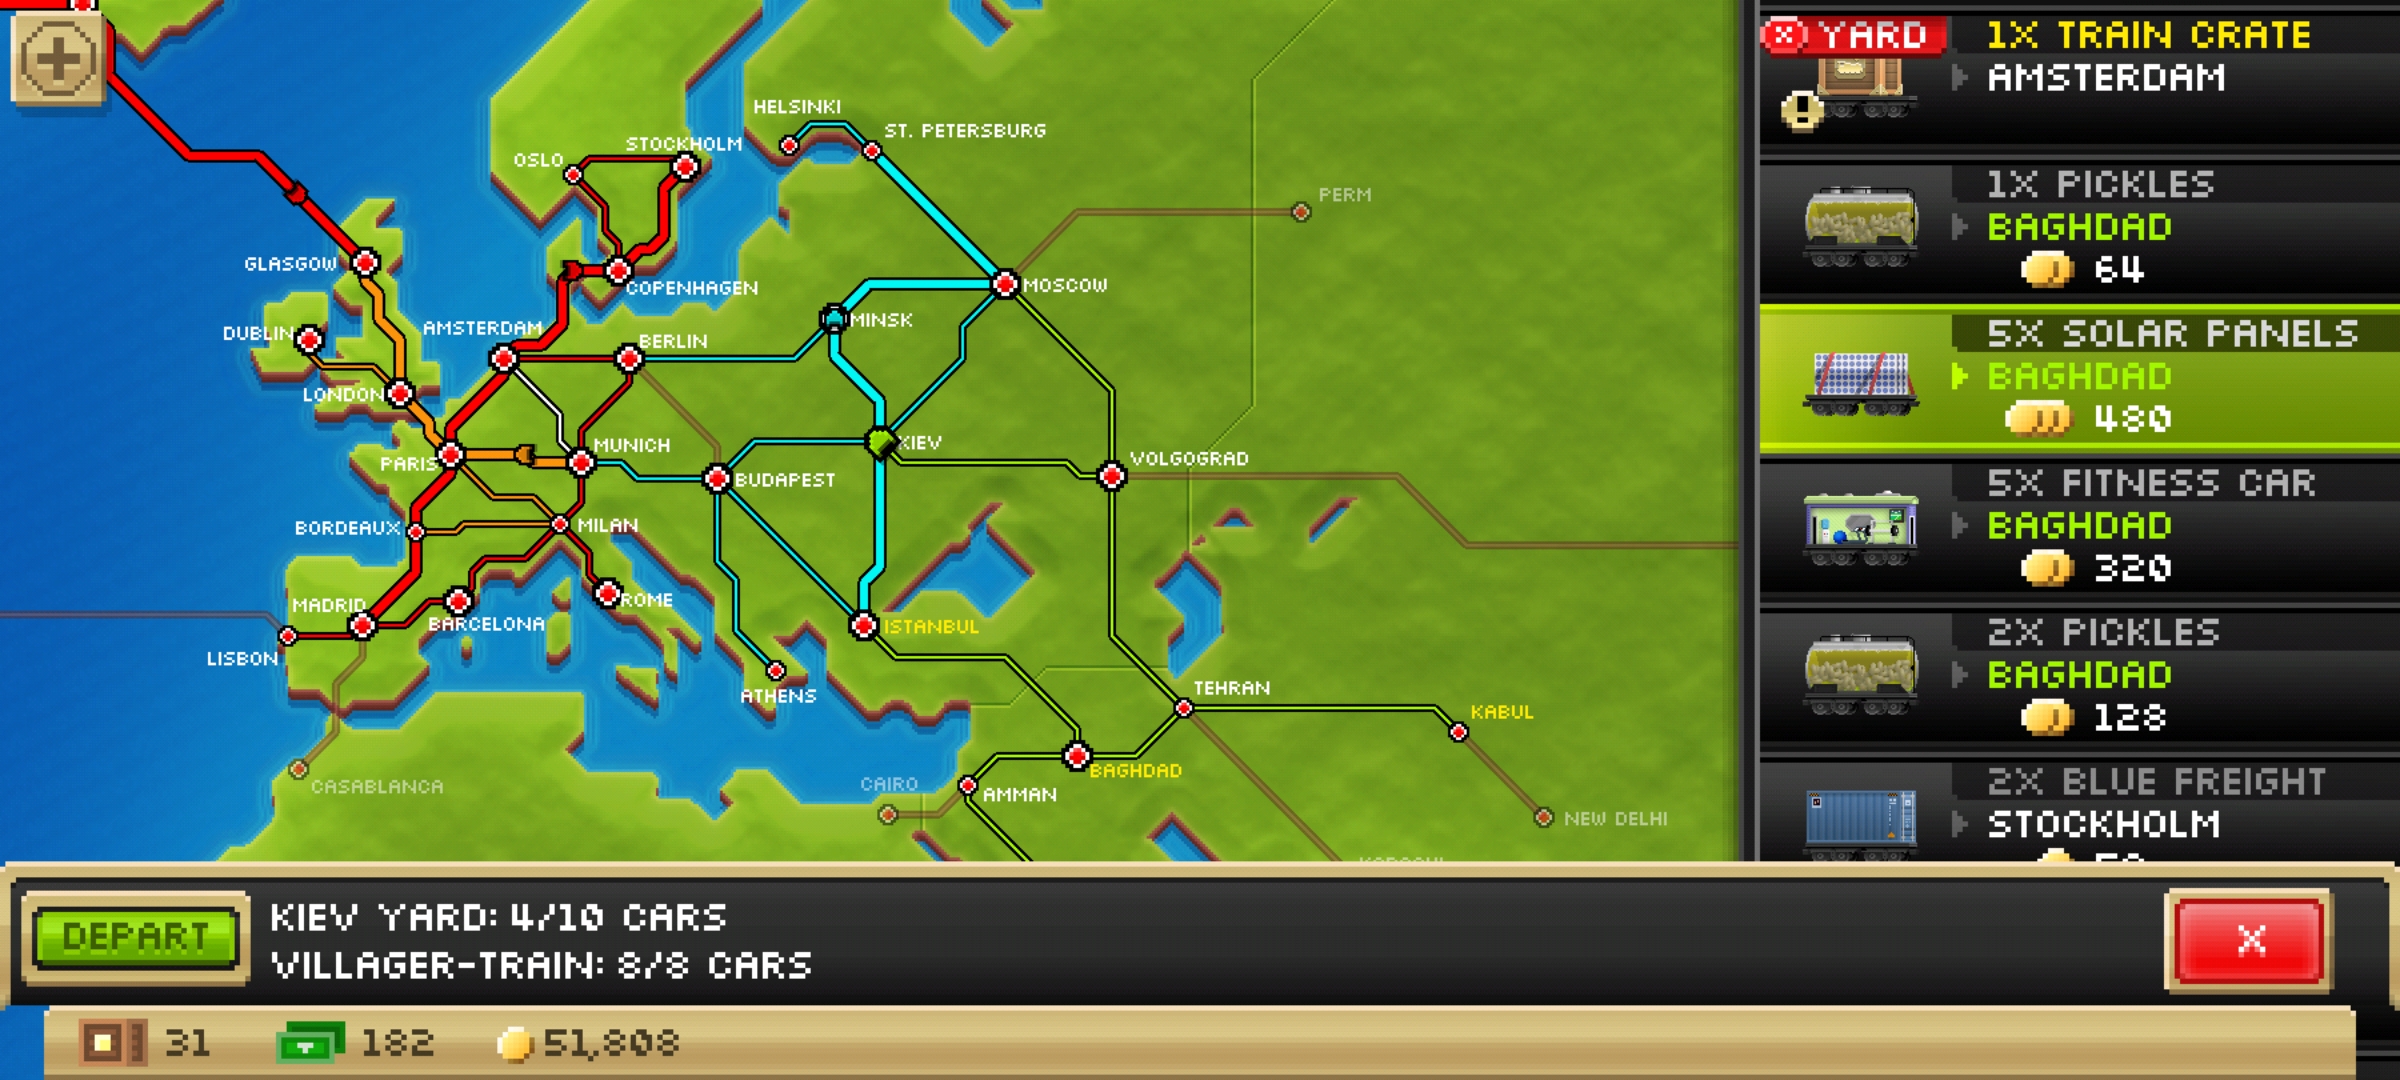 HELSINKI
ST. PETERSBURG
STOCKHOLM
OSLO
PERM
GLASGOW
COPENHAGEN
MOSCOW
DUBLIN
AMSTERDAM
BERLIN
MINSK
LONDON
MUNICH
KIEV
VOLGOGRAD
PARIS
BUDAPEST
BORDEAUX
MILAN
MADRID
BARCELONA
ROME
ISTANBUL
LISBON
ATHENS
TEHRAN
KABUL
CASABLANCA
CAIRO
AMMAN
BAGHDAD
NEW DELHI
X YARD
1X TRAIN CRATE
AMSTERDAM
!
1X PICKLES
BAGHDAD
64
5X SOLAR PANELS
BAGHDAD
480
5X FITNESS CAR
BAGHDAD
320
2X PICKLES
BAGHDAD
128
2X BLUE FREIGHT
STOCKHOLM
DEPART
KIEV YARD: 4/10 CARS
VILLAGER-TRAIN: 8/8 CARS
X
31
182
51,808